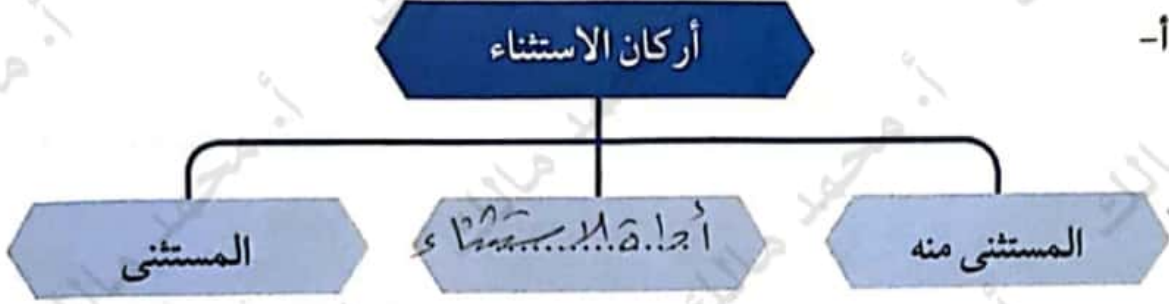 أ-
أركان الاستثناء
المستثنى منه
أداة الاستثناء
المستثنى